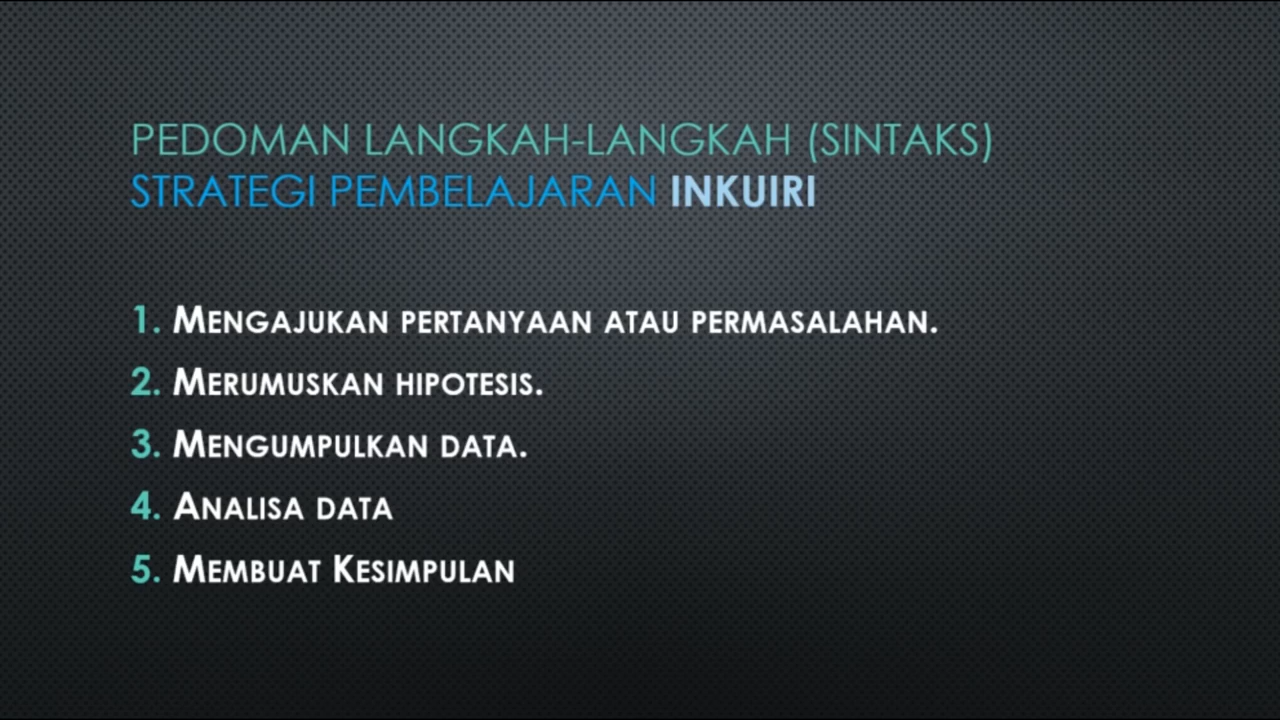 PEDOMAN LANGKAH-LANGKAH (SINTAKS)
STRATEGI PEMBELAJARAN INKUIRI
1. MENGAJUKAN PERTANYAAN ATAU PERMASALAHAN.
2. MERUMUSKAN HIPOTESIS.
3. MENGUMPULKAN DATA.
4. ANALISA DATA
5. MEMBUAT KESIMPULAN